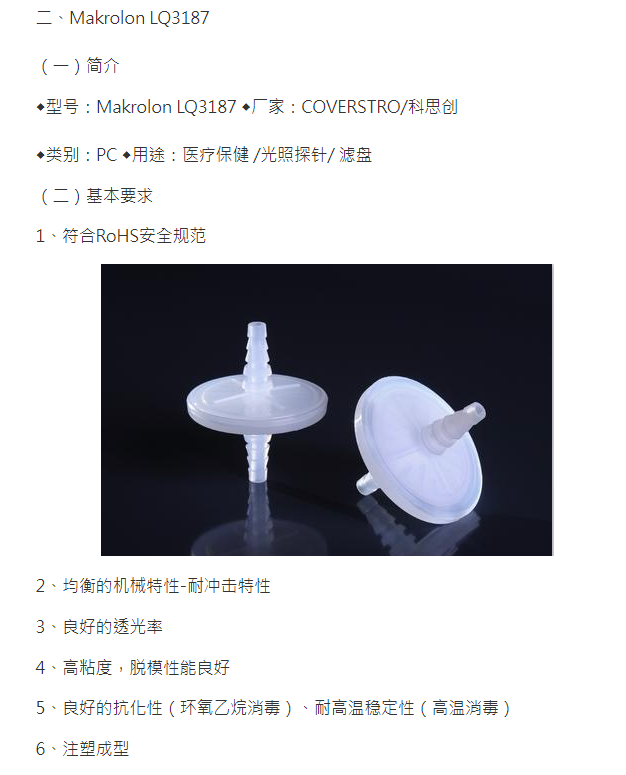 二、Makrolon LQ3187
（一）简介
◆型号：Makrolon LQ3187 ◆厂家：COVERSTRO/科思创
◆类别：PC ◆用途：医疗保健 /光照探针/ 滤盘
（二）基本要求
1、符合RoHS安全规范
2、均衡的机械特性-耐冲击特性
3、良好的透光率
4、高粘度，脱模性能良好
5、良好的抗化性（环氧乙烷消毒）、耐高温稳定性（高温消毒）
6、注塑成型